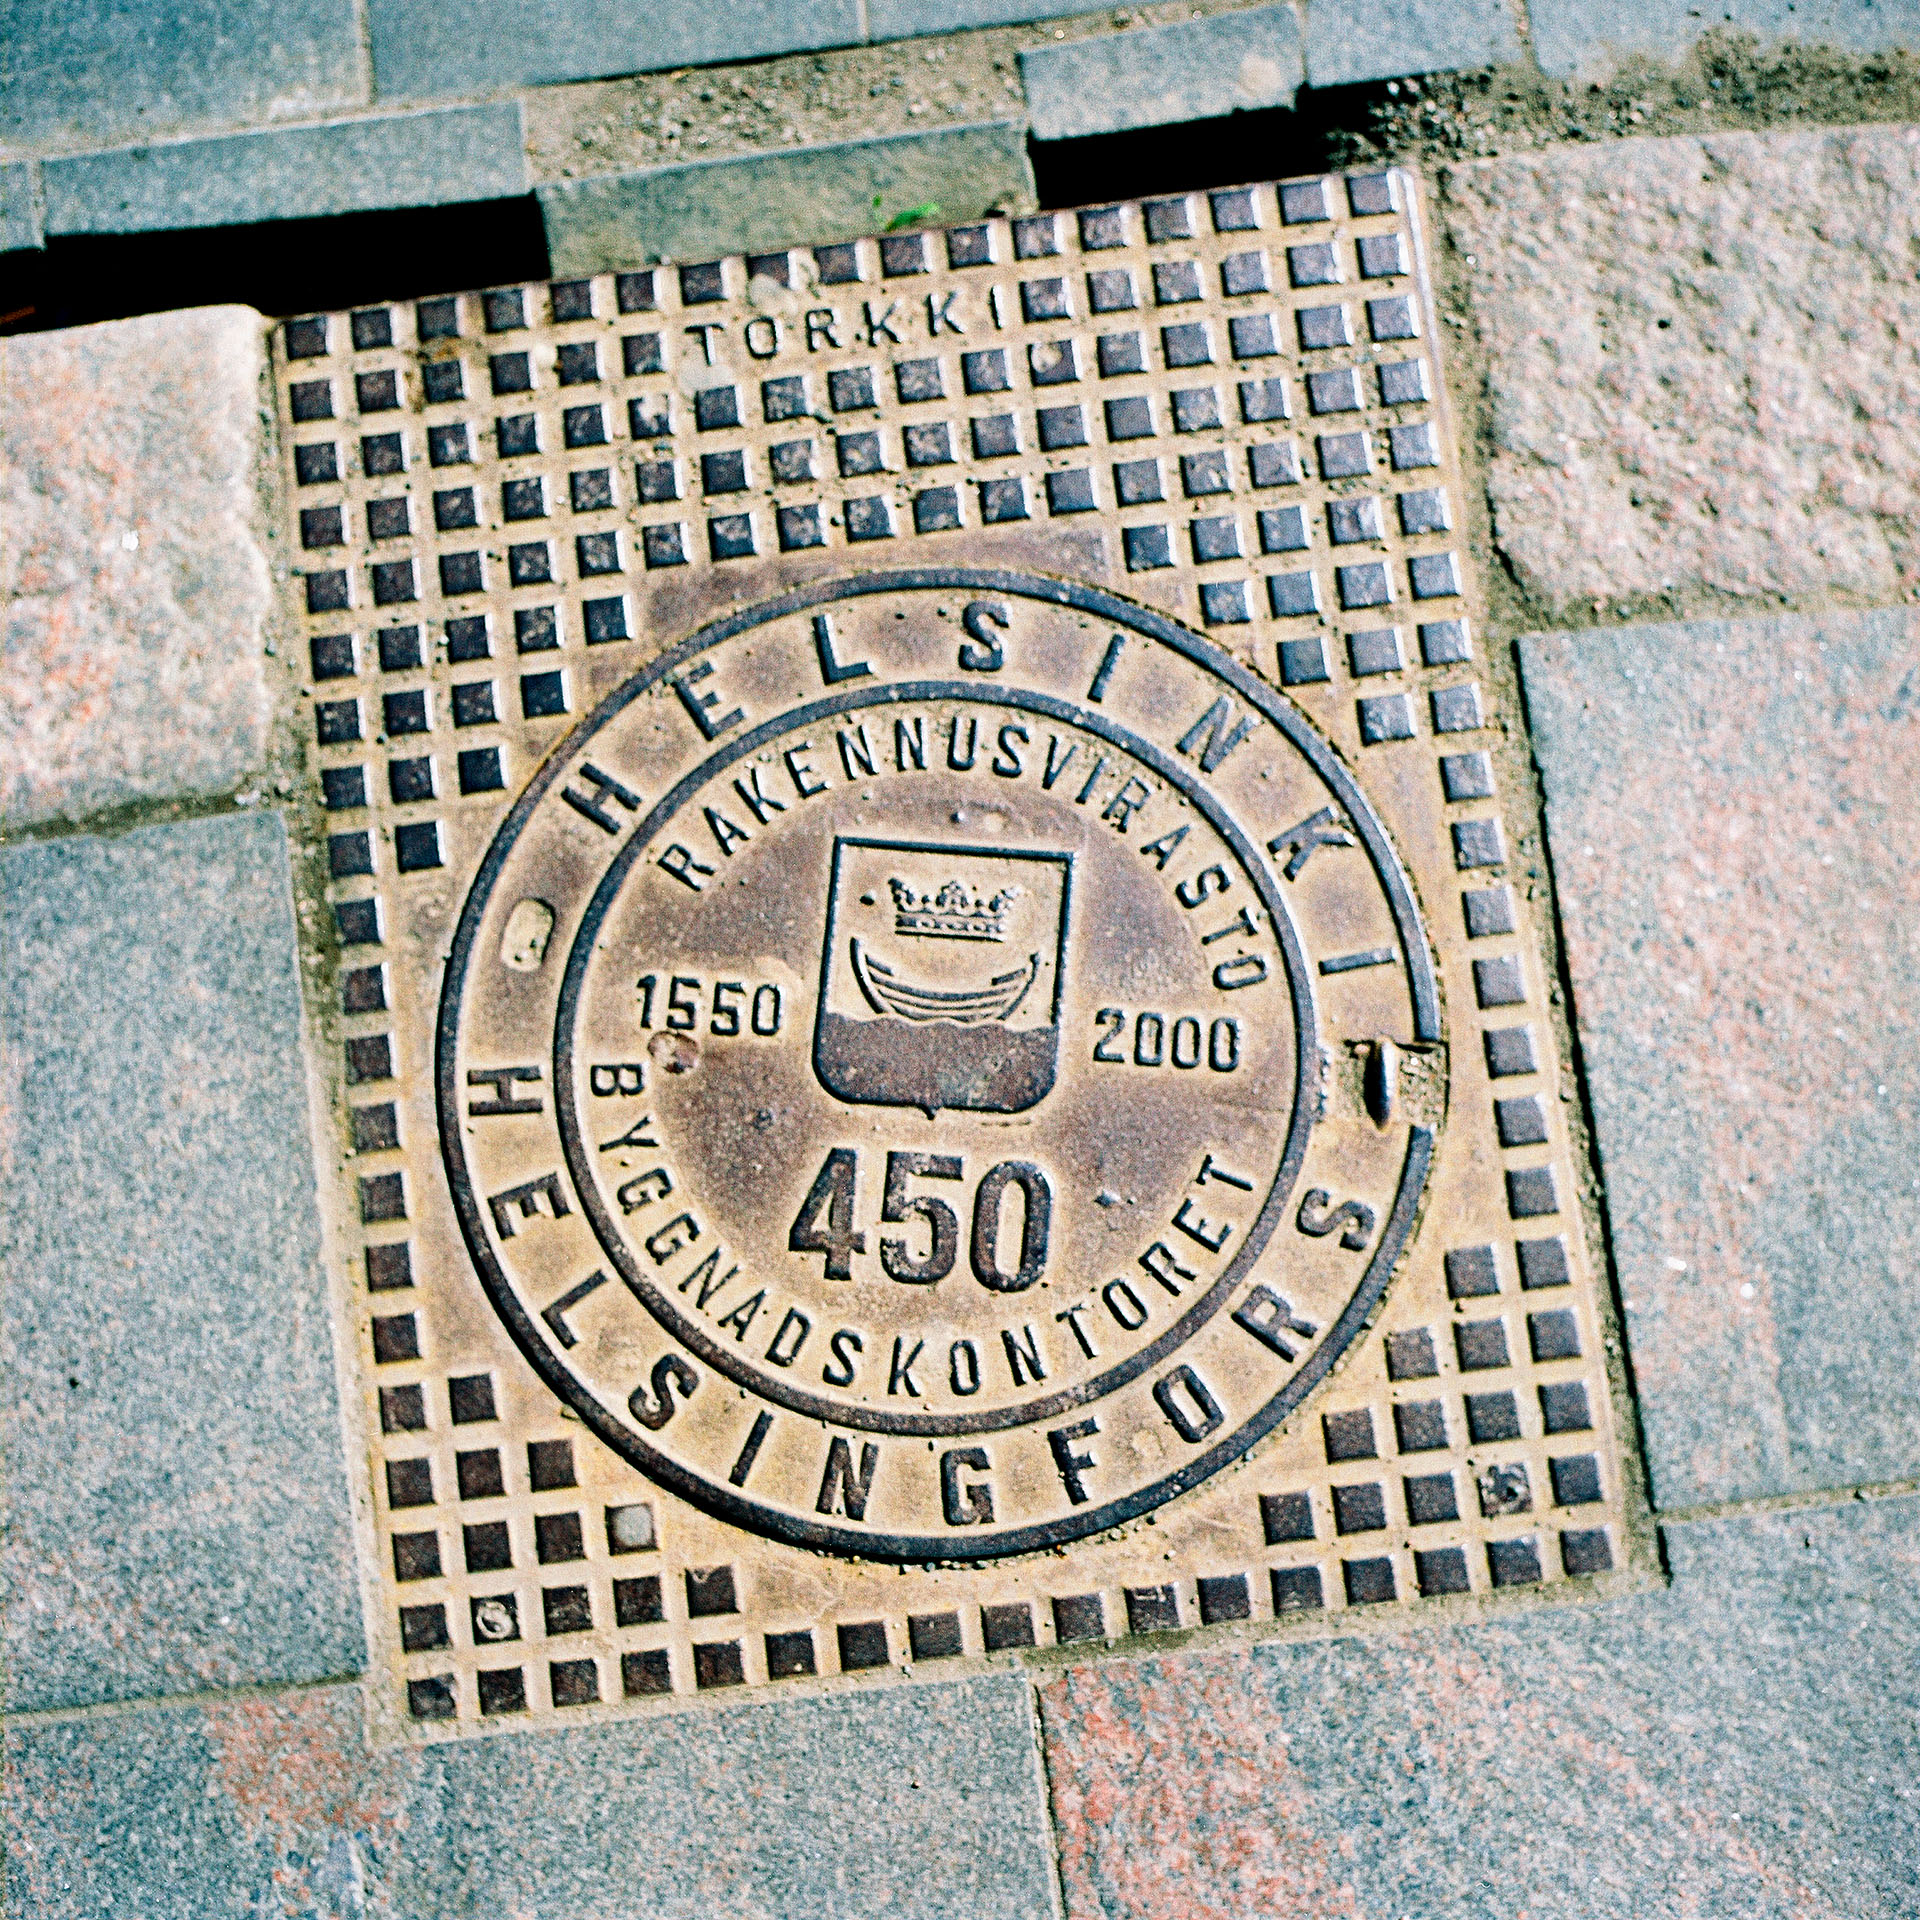 TORKKI
HELSINKI
RAKENNUSVIRASTO
1550 2000
450
BYGGNADSKONTORET
HELSINGFORS